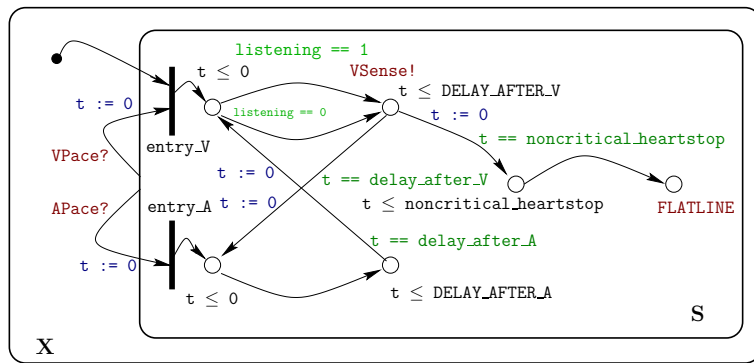 listening == 1
t ≤ 0
VSense!
t ≤ DELAY_AFTER_V
t := 0
listening == 0
t := 0
entry_V
t == noncritical_heartstop
VPace?
t := 0
t == delay_after_V
APace?
entry_A
t := 0
t ≤ noncritical_heartstop
FLATLINE
t == delay_after_A
t := 0
t ≤ 0
t ≤ DELAY_AFTER_A
S
X